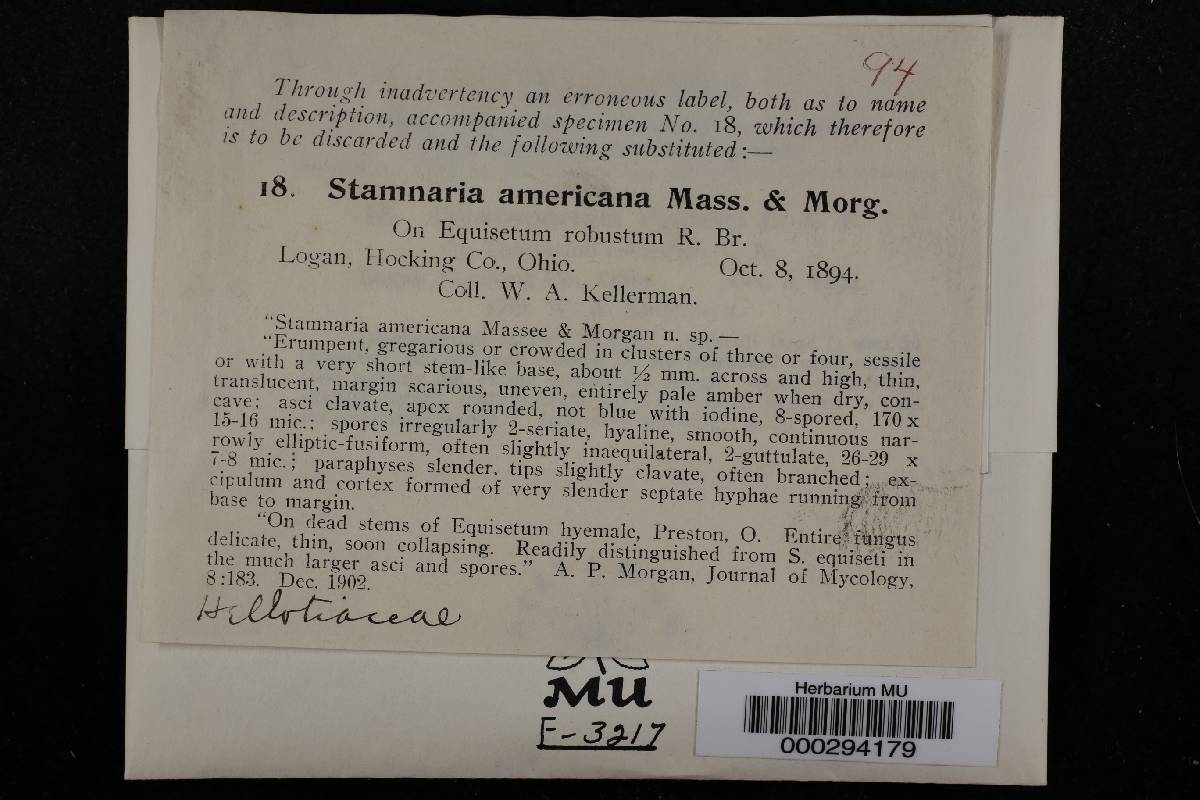 94
Through inadvertency an erroneous label, both as to name
and description, accompanied specimen No. 18, which therefore
is to be discarded and the following substituted:—
18. Stamnaria americana Mass. & Morg.
On Equisetum robustum R. Br.
Logan, Hocking Co., Ohio. Oct. 8, 1894.
Coll. W. A. Kellerman.
"Stamnaria americana Massee & Morgan n. sp.—
"Erumpent, gregarious or crowded in clusters of three or four, sessile
or with a very short stem-like base, about ½ mm. across and high, thin,
translucent, margin scarious, uneven, entirely pale amber when dry, con-
cave; asci clavate, apex rounded, not blue with iodine, 8-spored, 170 x
15-16 mic.; spores irregularly 2-seriate, hyaline, smooth, continuous nar-
rowly elliptic-fusiform, often slightly inaequilateral, 2-guttulate, 26-29 x
7-8 mic.; paraphyses slender, tips slightly clavate, often branched; ex-
cipulum and cortex formed of very slender septate hyphae running from
base to margin.
"On dead stems of Equisetum hyemale, Preston, O. Entire fungus
delicate, thin, soon collapsing. Readily distinguished from S. equiseti in
the much larger asci and spores." A. P. Morgan, Journal of Mycology,
8:183. Dec. 1902.
Hellotiaceae
MU
F-3217
Herbarium MU
000294179